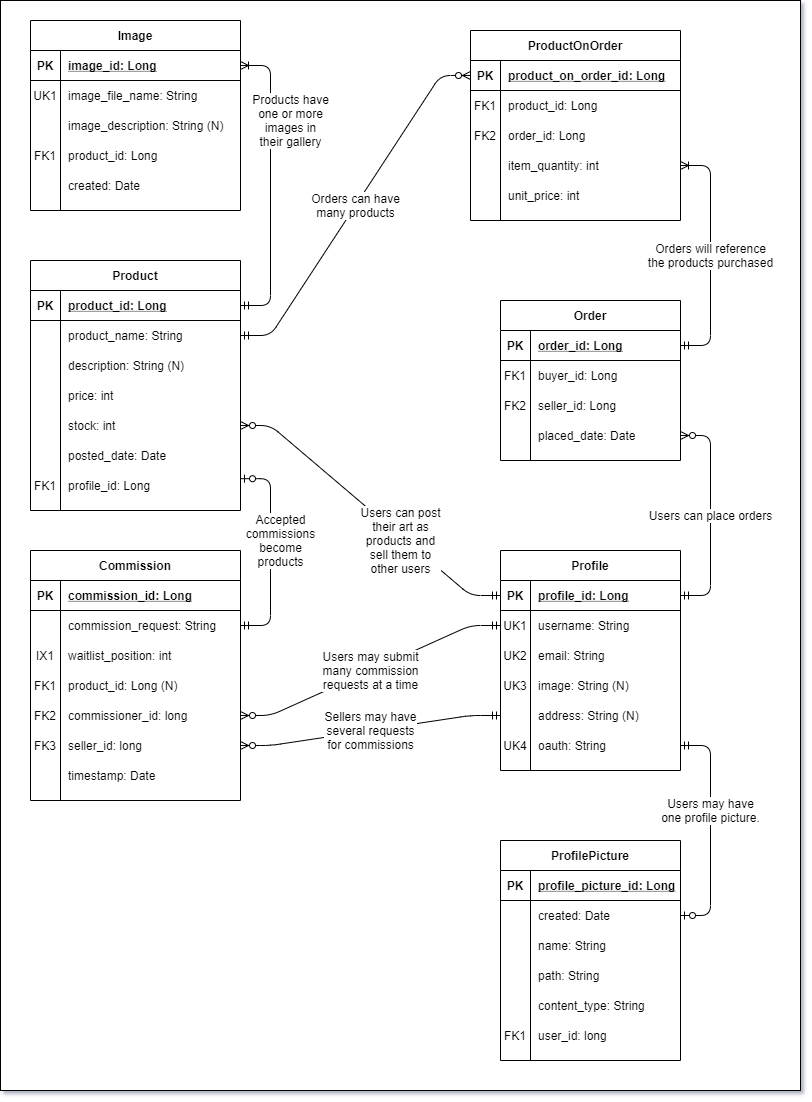 Image
PK image_id: Long
UK1 image_file_name: String
image_description: String (N)
FK1 product_id: Long
created: Date
Products have
one or more
images in
their gallery
ProductOnOrder
PK product_on_order_id: Long
FK1 product_id: Long
FK2 order_id: Long
item_quantity: int
unit_price: int
Orders can have
many products
Orders will reference
the products purchased
Product
PK product_id: Long
product_name: String
description: String (N)
price: int
stock: int
posted_date: Date
FK1 profile_id: Long
Order
PK order_id: Long
FK1 buyer_id: Long
FK2 seller_id: Long
placed_date: Date
Accepted
commissions
become
products
Users can post
their art as
products and
sell them to
other users
Users can place orders
Commission
PK commission_id: Long
commission_request: String
IX1 waitlist_position: int
FK1 product_id: Long (N)
FK2 commissioner_id: long
FK3 seller_id: long
timestamp: Date
Users may submit
many commission
requests at a time
Sellers may have
several requests
for commissions
Profile
PK profile_id: Long
UK1 username: String
UK2 email: String
UK3 image: String (N)
address: String (N)
UK4 oauth: String
Users may have
one profile picture.
ProfilePicture
PK profile_picture_id: Long
created: Date
name: String
path: String
content_type: String
FK1 user_id: long